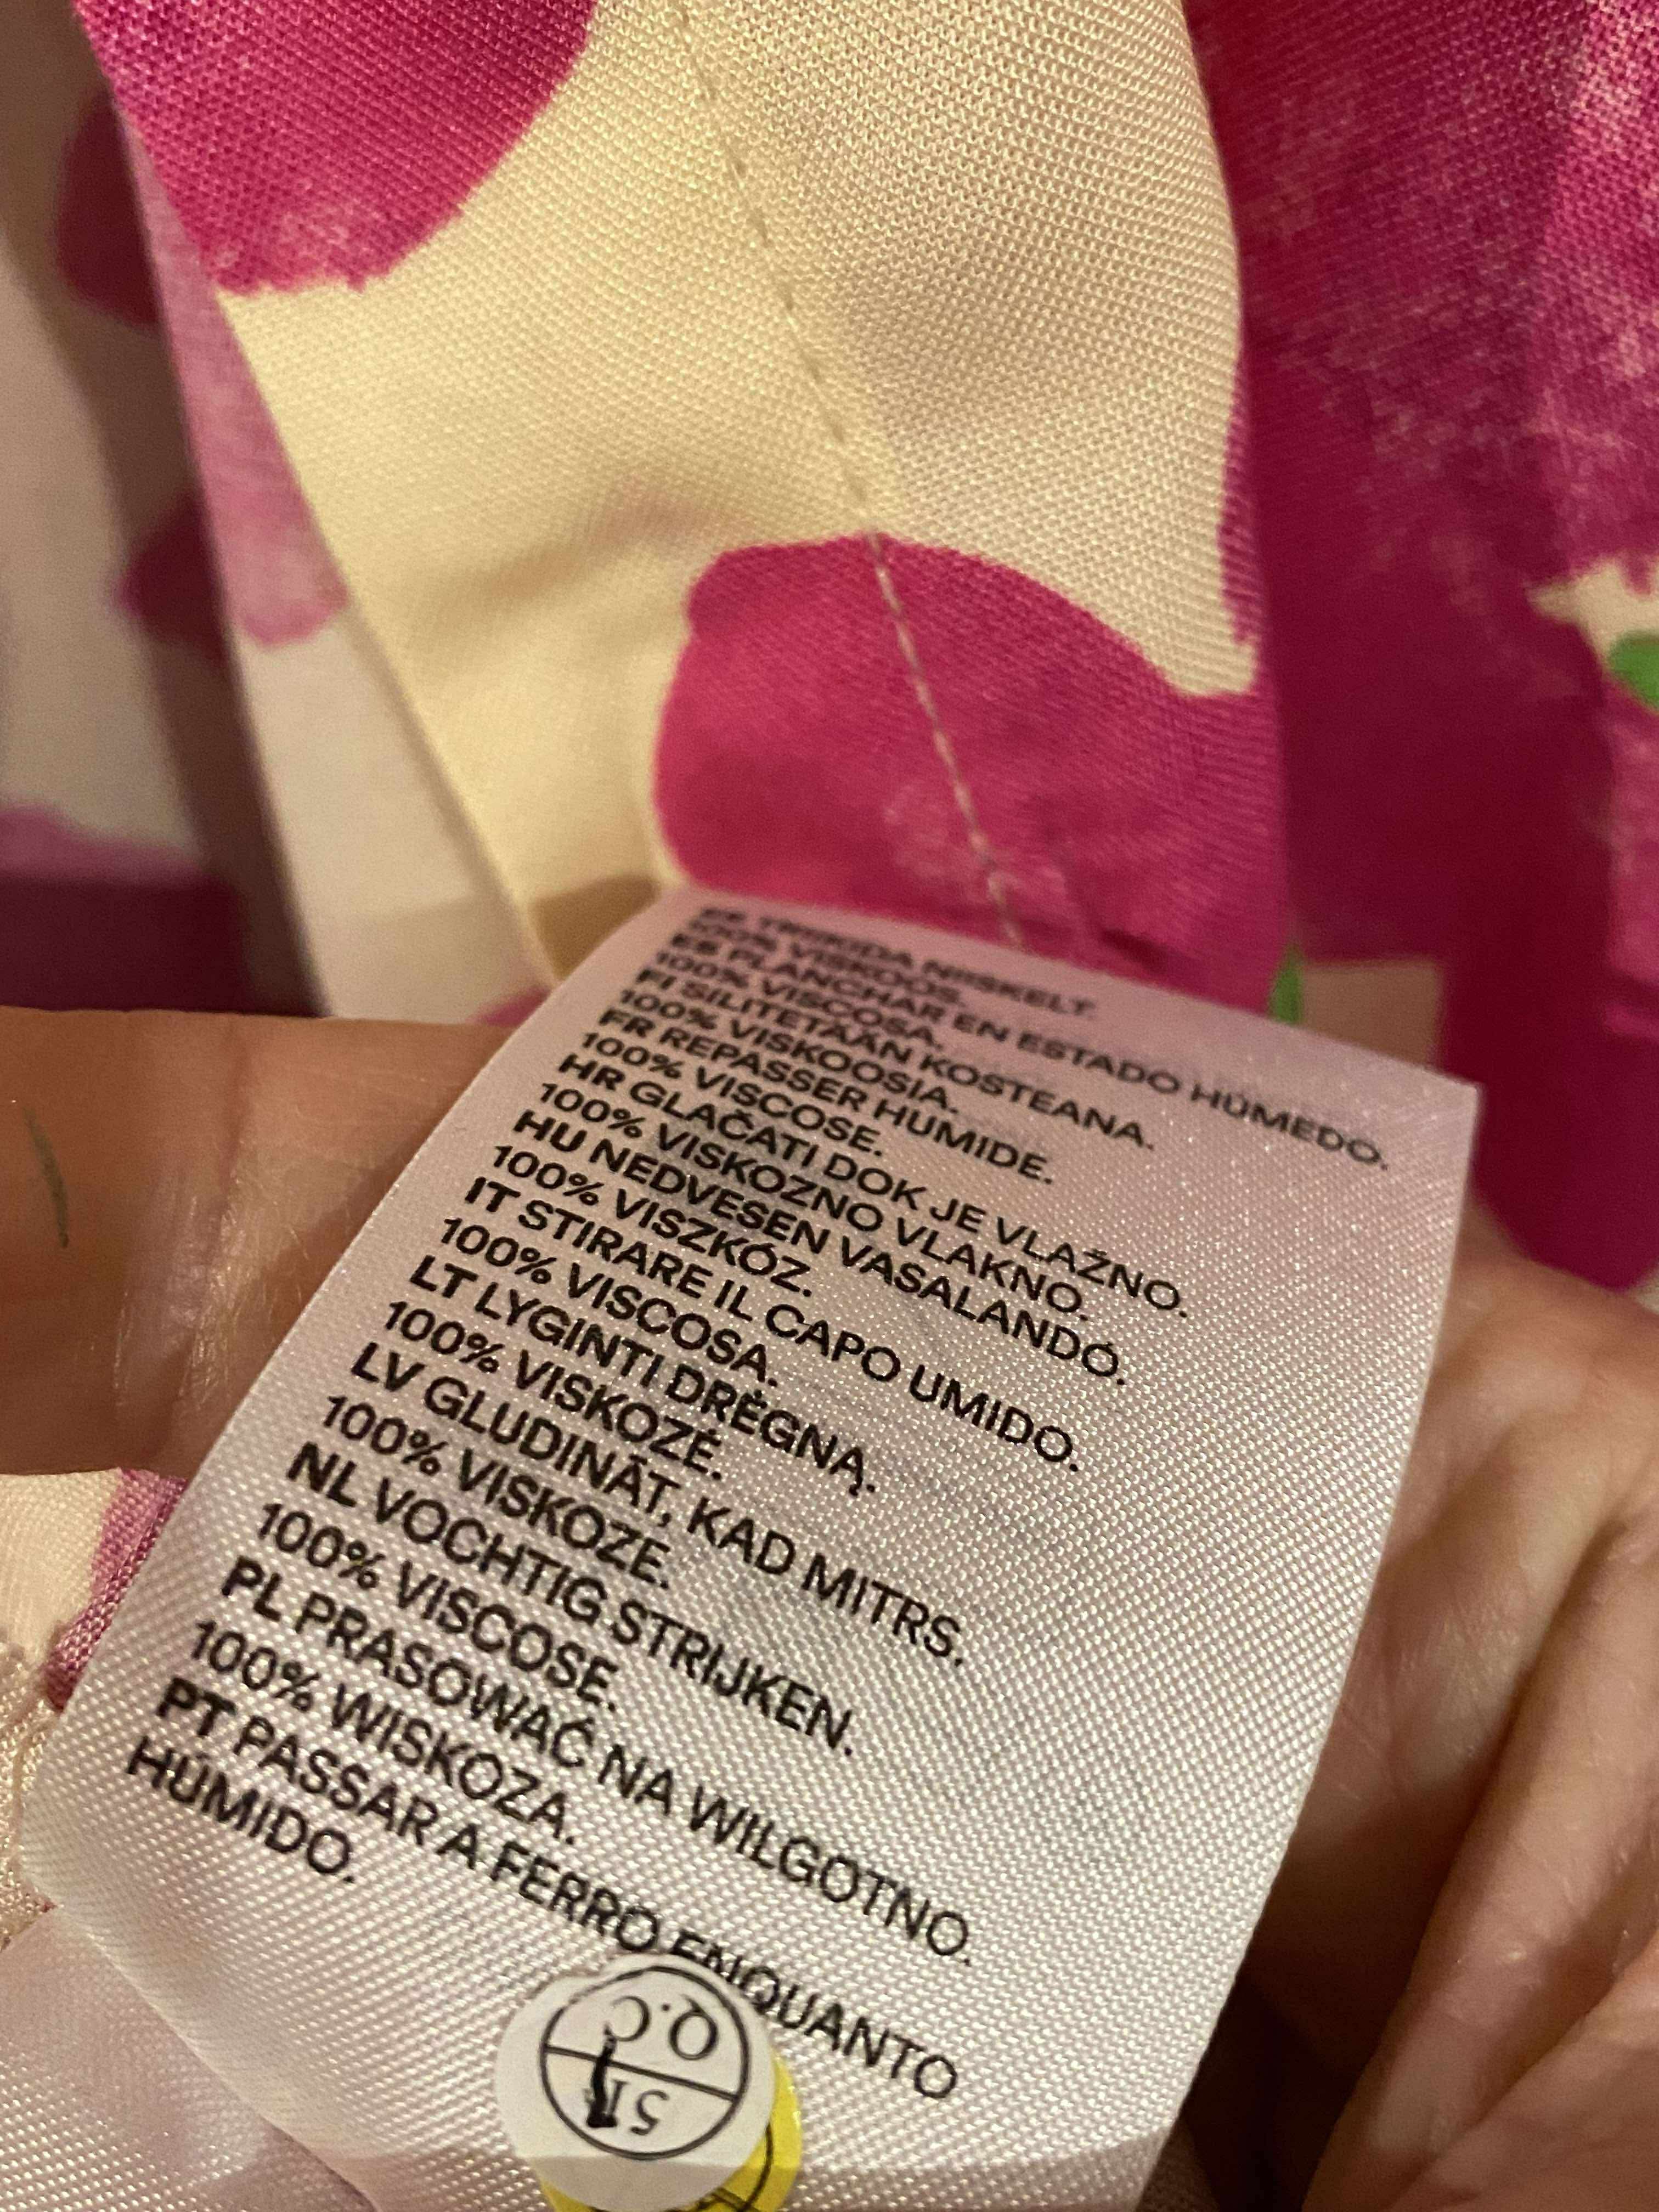 TRIIKIDA NIISKELT.
100% VISKOOS.
ES PLANCHAR EN ESTADO HÚMEDO.
100% VISCOSA.
FI SILITETÄÄN KOSTEANA.
100% VISKOOSIA.
FR REPASSER HUMIDE.
100% VISCOSE.
HR GLAČATI DOK JE VLAŽNO.
100% VISKOZNO VLAKNO.
HU NEDVESEN VASALANDÓ.
100% VISZKÓZ.
IT STIRARE IL CAPO UMIDO.
100% VISCOSA.
LT LYGINTI DRĖGNĄ.
100% VISKOZĖ.
LV GLUDINĀT, KAD MITRS.
100% VISKOZE.
NL VOCHTIG STRIJKEN.
100% VISCOSE.
PL PRASOWAĆ NA WILGOTNO.
100% WISKOZA.
PT PASSAR A FERRO ENQUANTO
HÚMIDO.
Q.C